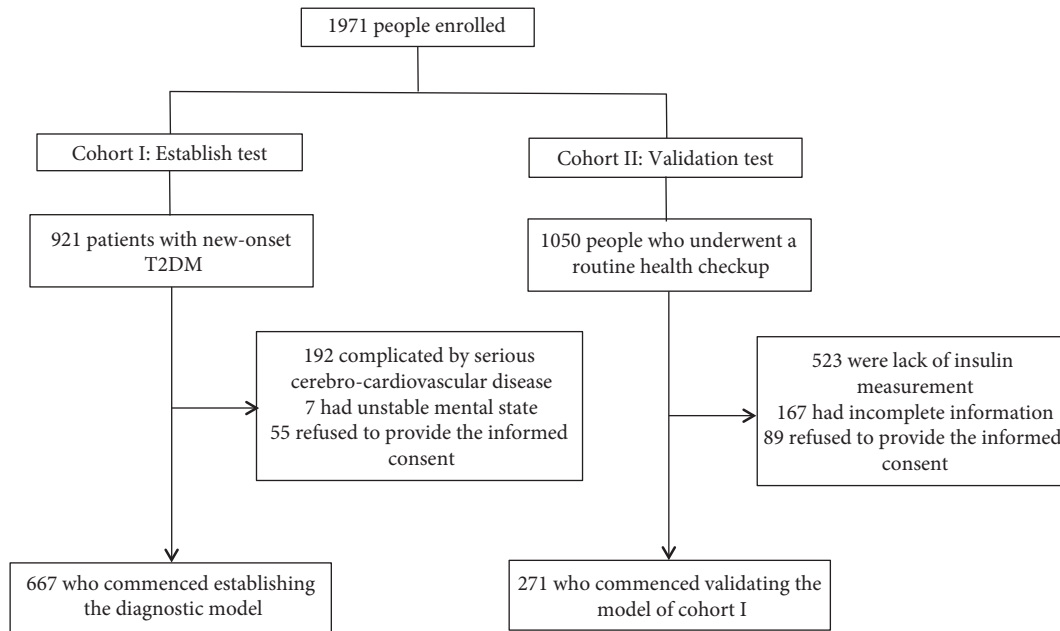 1971 people enrolled
Cohort I: Establish test
Cohort II: Validation test
921 patients with new-onset
T2DM
1050 people who underwent a
routine health checkup
192 complicated by serious
cerebro-cardiovascular disease
7 had unstable mental state
55 refused to provide the informed
consent
523 were lack of insulin
measurement
167 had incomplete information
89 refused to provide the informed
consent
667 who commenced establishing
the diagnostic model
271 who commenced validating the
model of cohort I